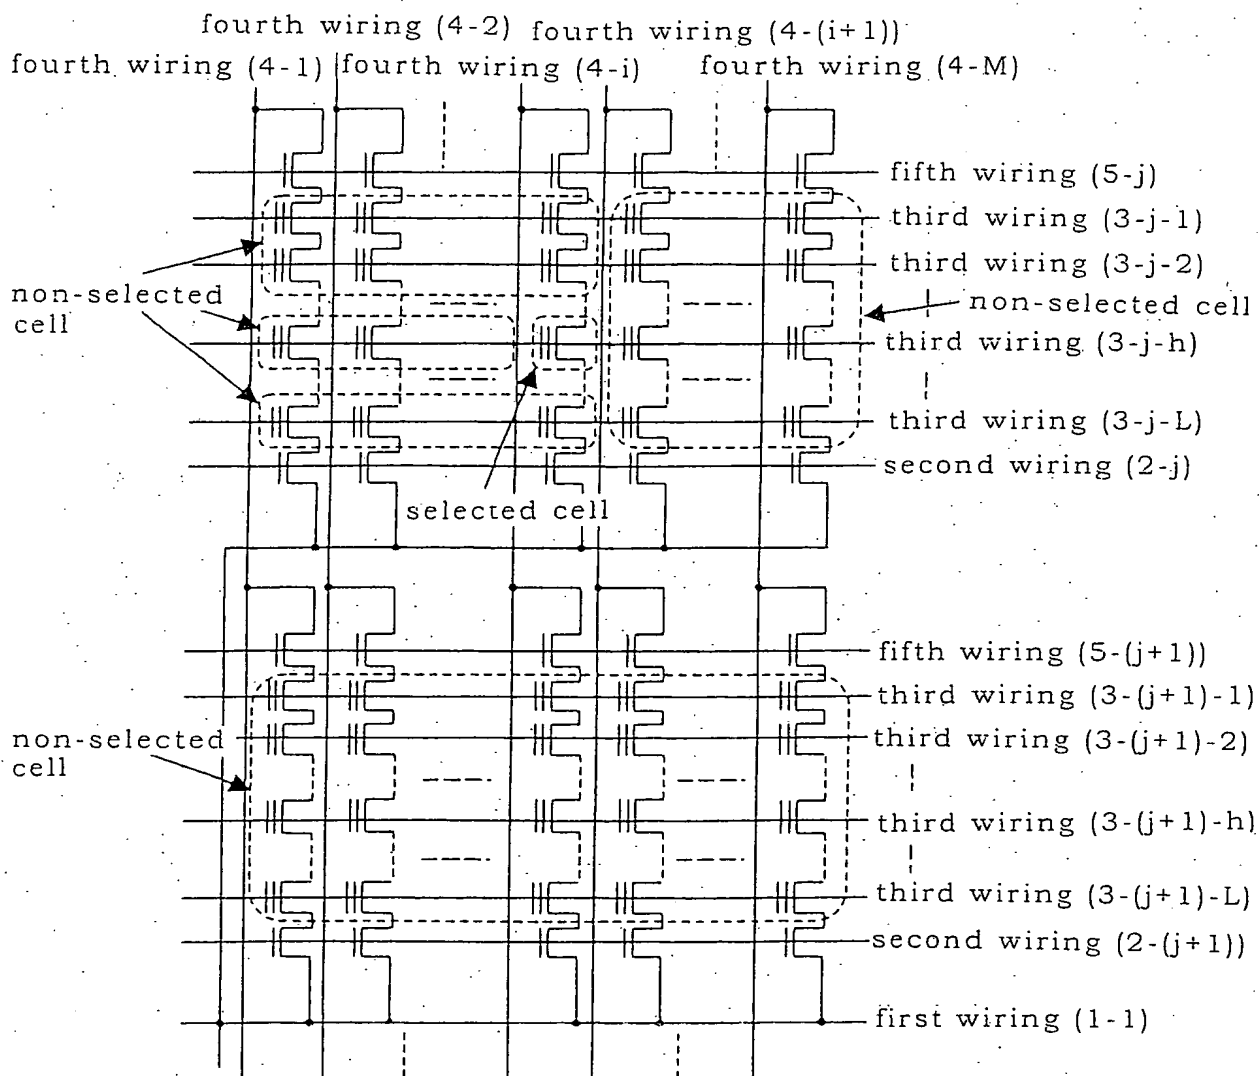 fourth wiring (4-2) fourth wiring (4-(i+1))
fourth wiring (4-1) fourth wiring (4-i) fourth wiring (4-M)
fifth wiring (5-j)
third wiring (3-j-1)
third wiring (3-j-2)
non-selected
cell
non-selected cell
third wiring (3-j-h)
third wiring (3-j-L)
second wiring (2-j)
selected cell
fifth wiring (5-(j+1))
third wiring (3-(j+1)-1)
non-selected
cell
third wiring (3-(j+1)-2)
third wiring (3-(j+1)-h)
third wiring (3-(j+1)-L)
second wiring (2-(j+1))
first wiring (1-1)